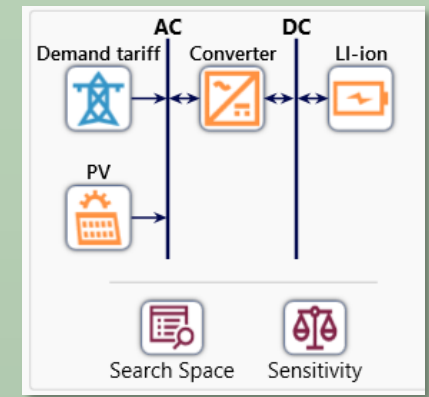 AC DC
Demand tariff Converter LI-ion
PV
Search Space Sensitivity